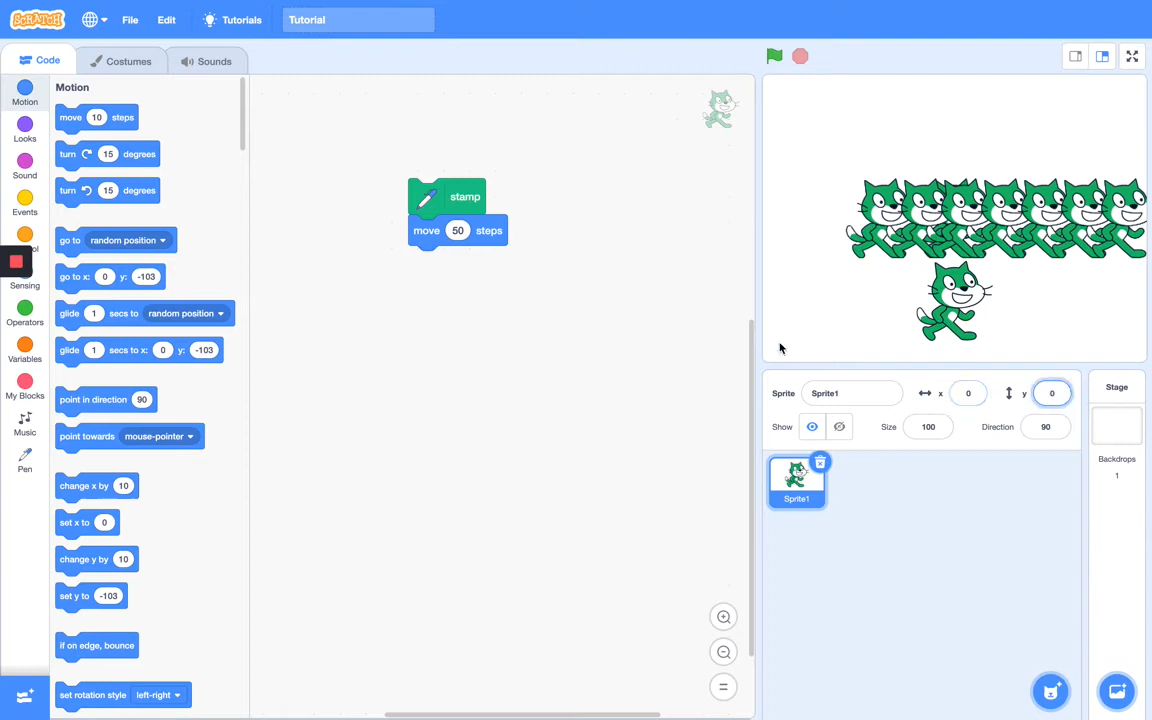 SCRATCH File Edit Tutorials Tutorial
Code Costumes Sounds
Motion
Looks
Sound
Events
Sensing
Operators
Variables
My Blocks
Music
Pen
Motion
move 10 steps
turn 15 degrees
turn 15 degrees
go to random position
go to x: 0 y: -103
glide 1 secs to random position
glide 1 secs to x: 0 y: -103
point in direction 90
point towards mouse-pointer
change x by 10
set x to 0
change y by 10
set y to -103
if on edge, bounce
set rotation style left-right
stamp
move 50 steps
Sprite Sprite1 x 0 y 0
Show Size 100 Direction 90
Sprite1
Stage
Backdrops
1